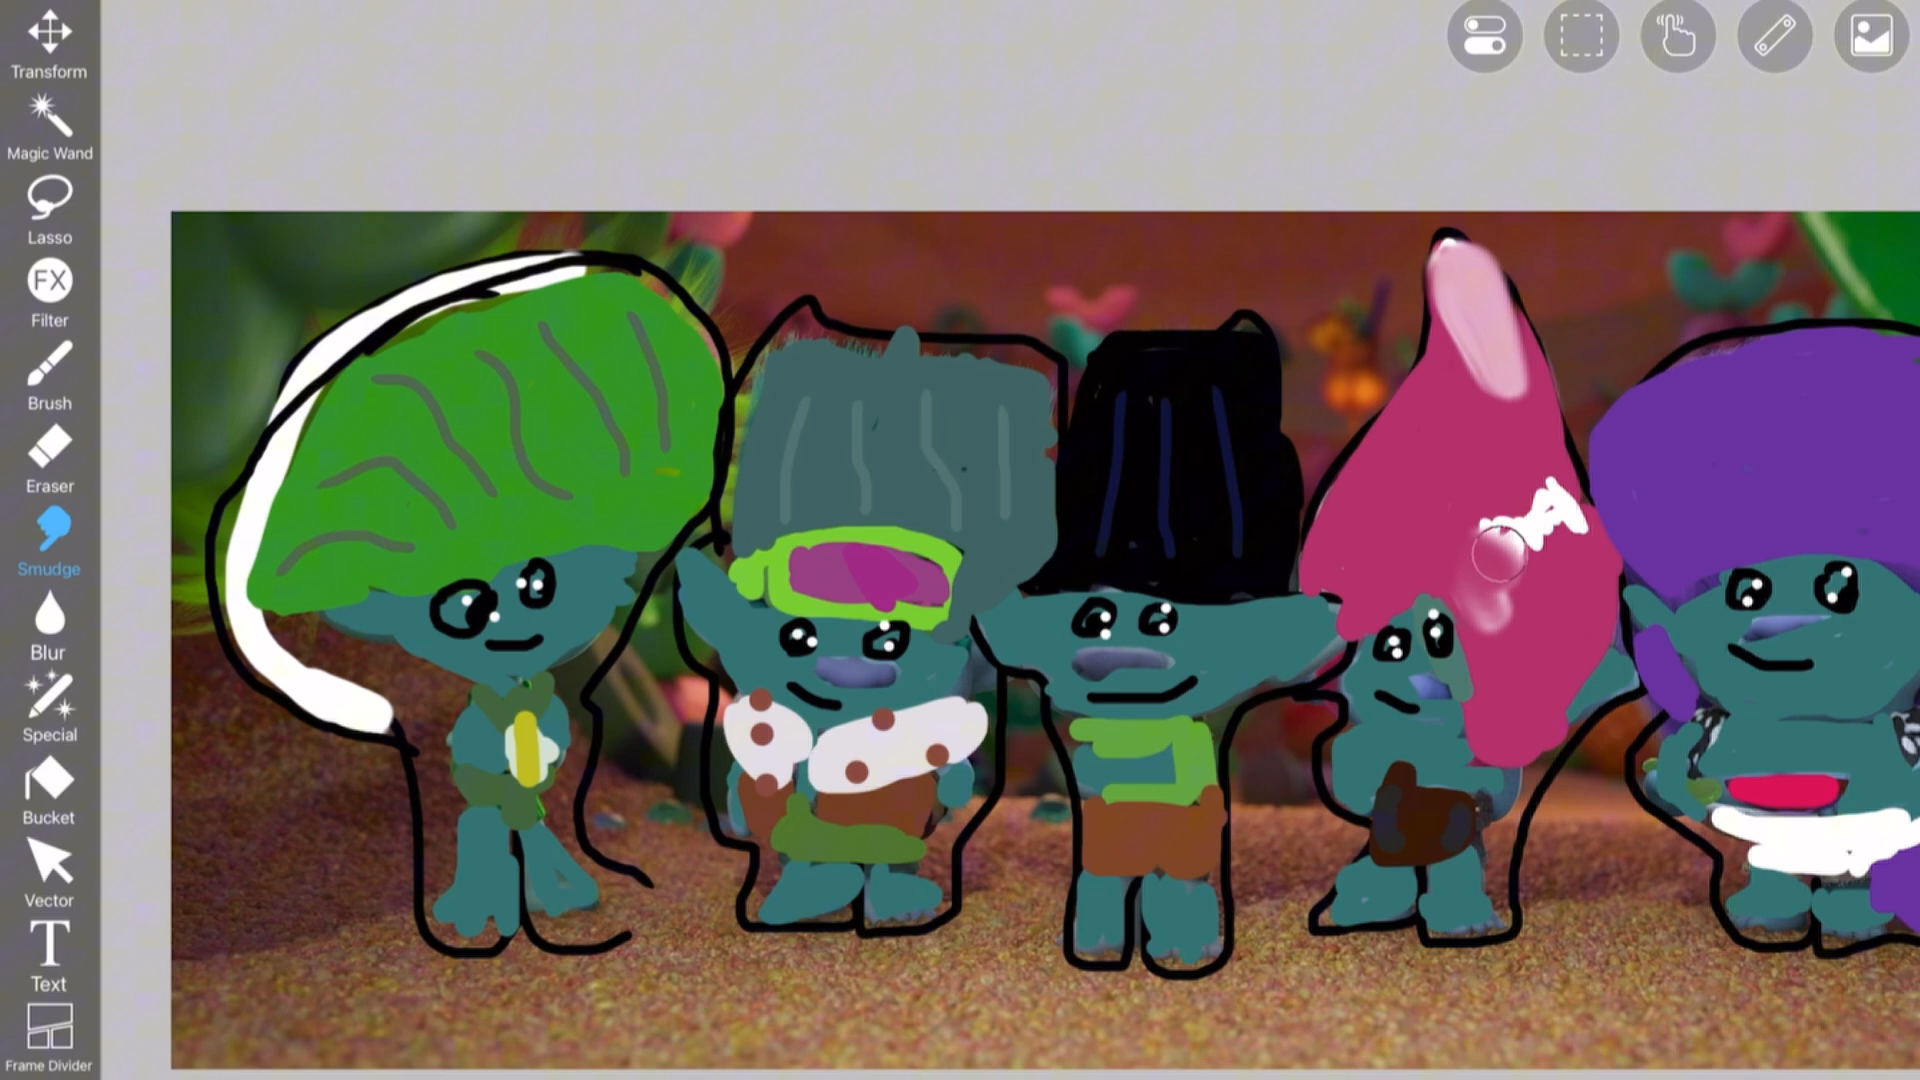 Transform
Magic Wand
Lasso
FX
Filter
Brush
Eraser
Smudge
Blur
Special
Bucket
Vector
T
Text
Frame Divider